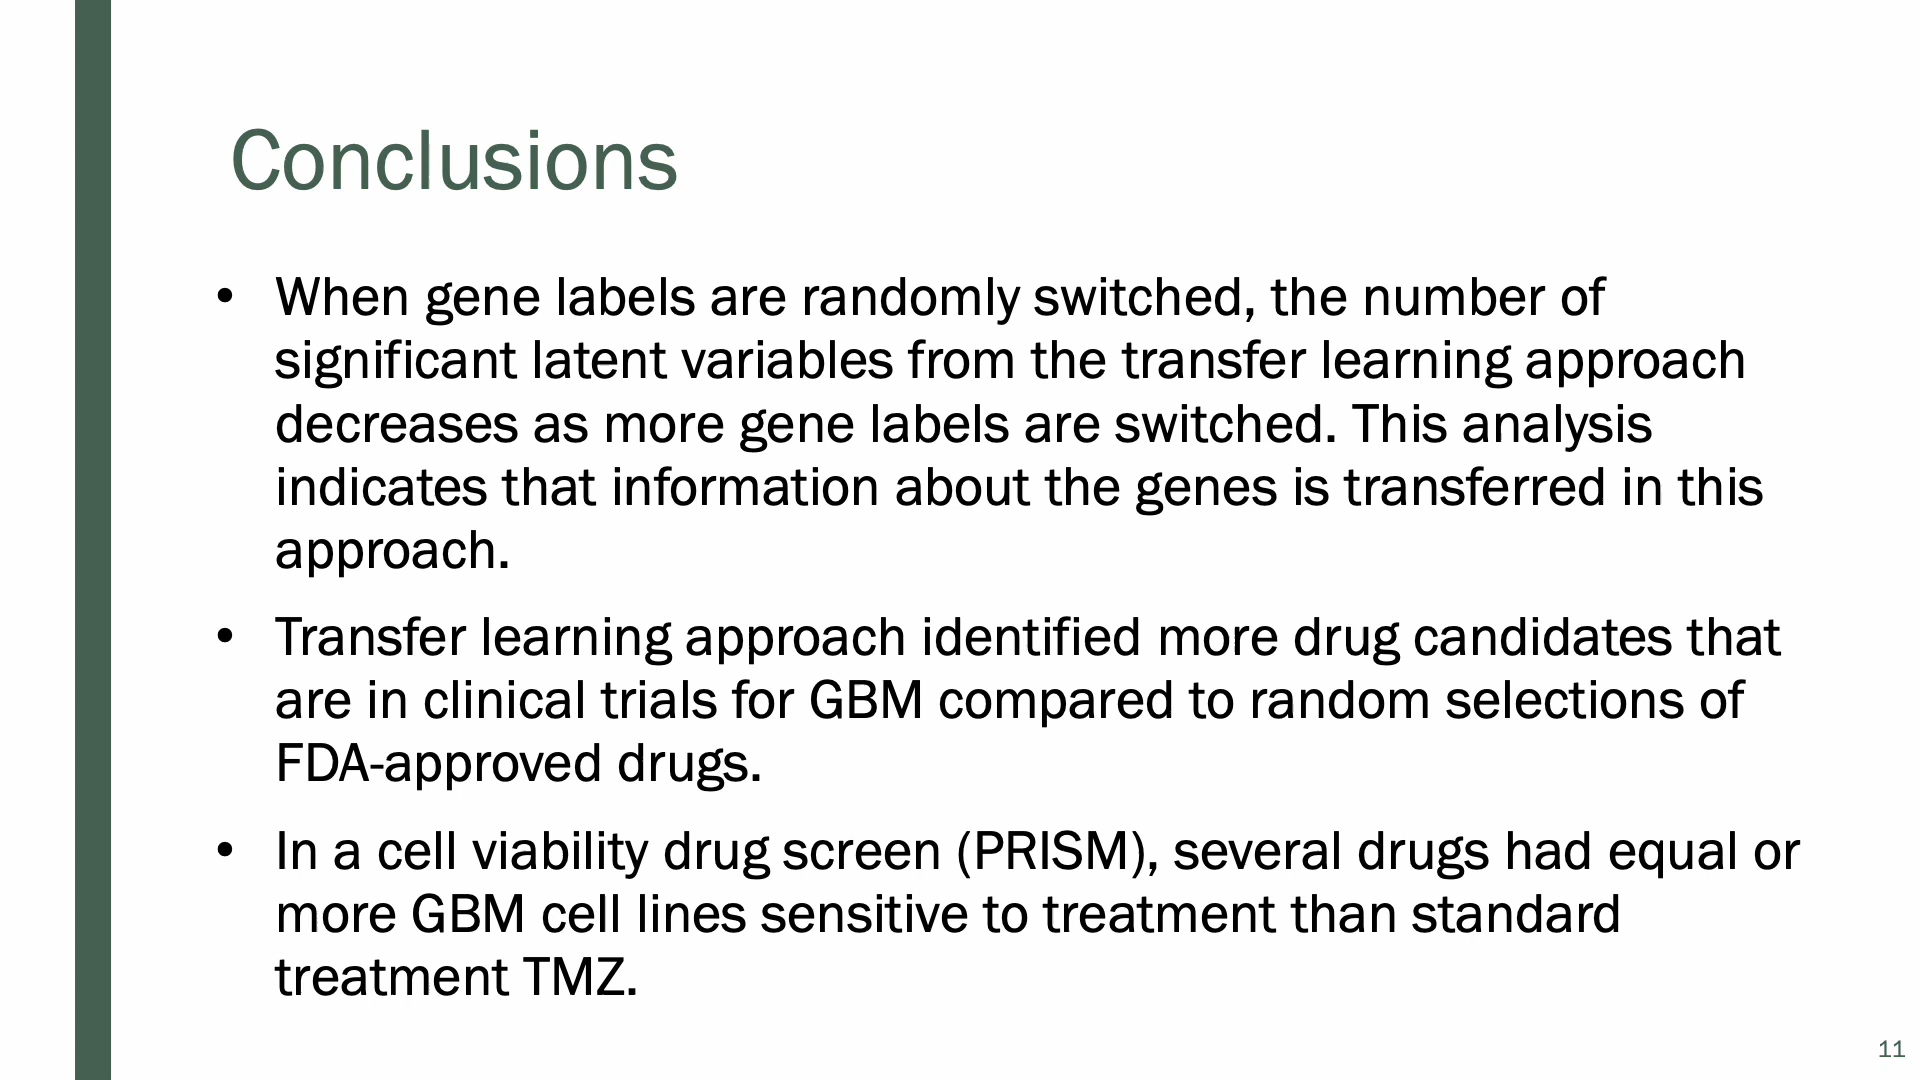 Conclusions
• When gene labels are randomly switched, the number of
significant latent variables from the transfer learning approach
decreases as more gene labels are switched. This analysis
indicates that information about the genes is transferred in this
approach.
• Transfer learning approach identified more drug candidates that
are in clinical trials for GBM compared to random selections of
FDA-approved drugs.
• In a cell viability drug screen (PRISM), several drugs had equal or
more GBM cell lines sensitive to treatment than standard
treatment TMZ.
11